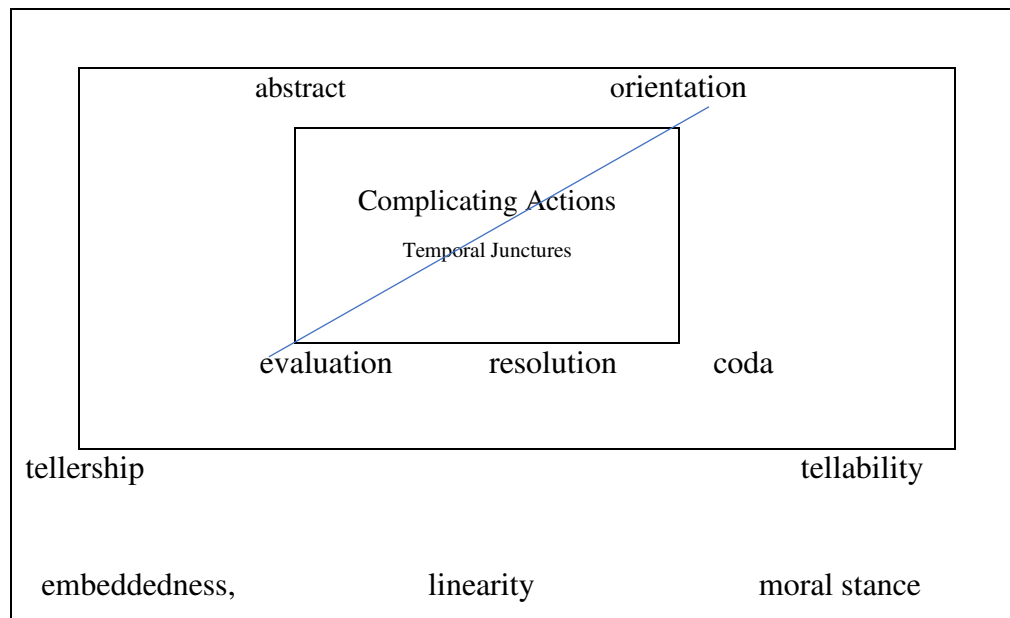 abstract orientation
Complicating Actions
Temporal Junctures
evaluation resolution coda
tellership tellability
embeddedness, linearity moral stance